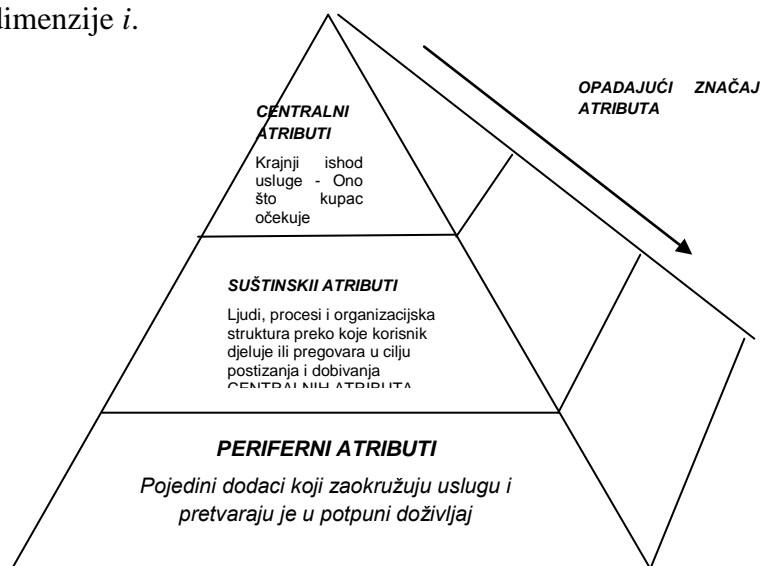 dimenzije i.
OPADAJUĆI ZNAČAJ
ATRIBUTA
CENTRALNI
ATRIBUTI
Krajnji ishod
usluge - Ono
što kupac
očekuje
SUŠTINSKII ATRIBUTI
Ljudi, procesi i organizacijska
struktura preko koje korisnik
djeluje ili pregovara u cilju
postizanja i dobivanja
CENTRALNIH ATRIBUTA
PERIFERNI ATRIBUTI
Pojedini dodaci koji zaokružuju uslugu i
pretvaraju je u potpuni doživljaj